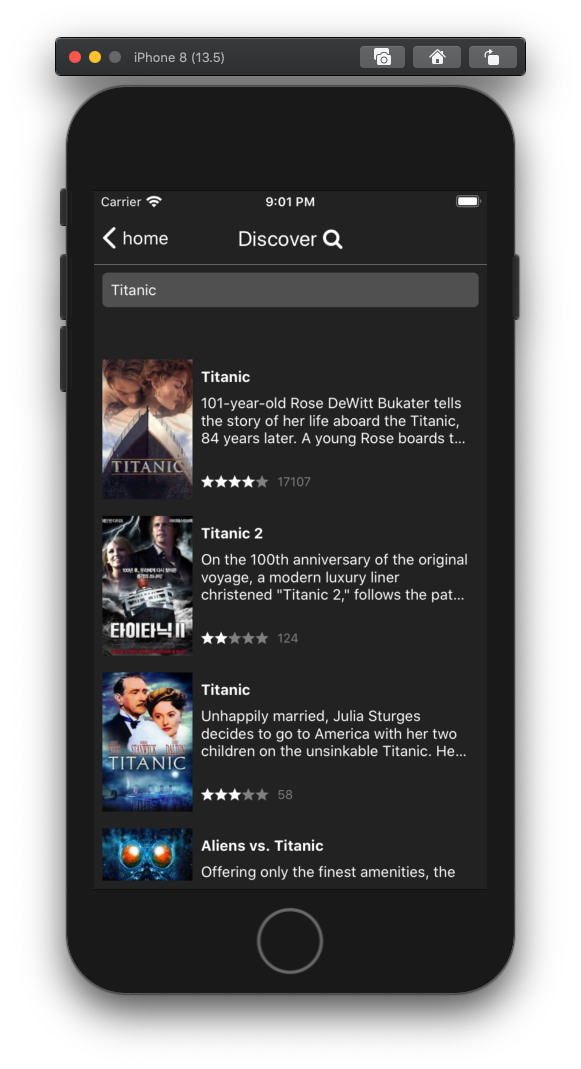 iPhone 8 (13.5)
Carrier
9:01 PM
home
Discover
Titanic
TITANIC
Titanic
101-year-old Rose DeWitt Bukater tells
the story of her life aboard the Titanic,
84 years later. A young Rose boards t...
17107
타이타닉 II
Titanic 2
On the 100th anniversary of the original
voyage, a modern luxury liner
christened "Titanic 2," follows the pat...
124
STANWICK
TITANIC
Titanic
Unhappily married, Julia Sturges
decides to go to America with her two
children on the unsinkable Titanic. He...
58
Aliens vs. Titanic
Offering only the finest amenities, the